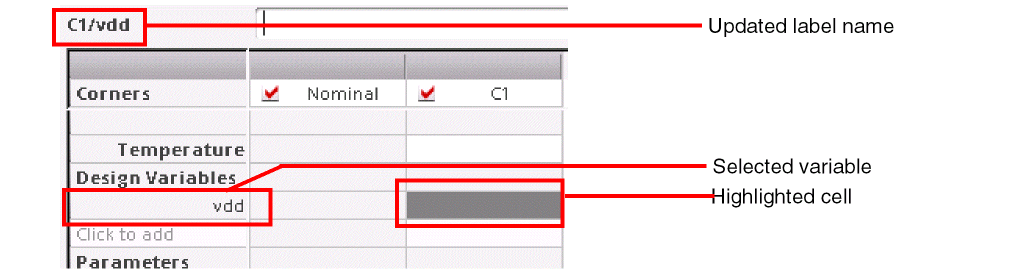 C1/vdd Updated label name
Corners Nominal C1
Temperature
Selected variable
Design Variables
Highlighted cell
vdd
Click to add
Parameters